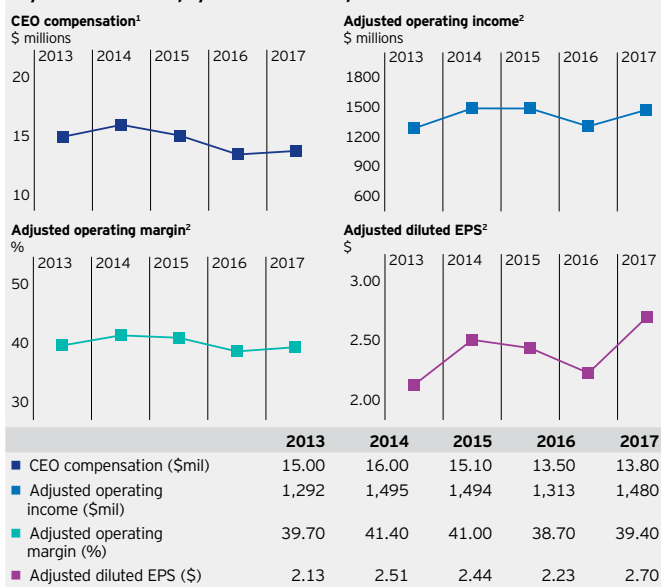 CEO compensation¹
$ millions
2013 2014 2015 2016 2017
20
15
10
Adjusted operating income²
$ millions
2013 2014 2015 2016 2017
1800
1500
1200
900
600
Adjusted operating margin²
%
2013 2014 2015 2016 2017
50
40
30
Adjusted diluted EPS²
$
2013 2014 2015 2016 2017
3.00
2.50
2.00
2013 2014 2015 2016 2017
CEO compensation ($mil) 15.00 16.00 15.10 13.50 13.80
Adjusted operating
income ($mil) 1,292 1,495 1,494 1,313 1,480
Adjusted operating
margin (%) 39.70 41.40 41.00 38.70 39.40
Adjusted diluted EPS ($) 2.13 2.51 2.44 2.23 2.70